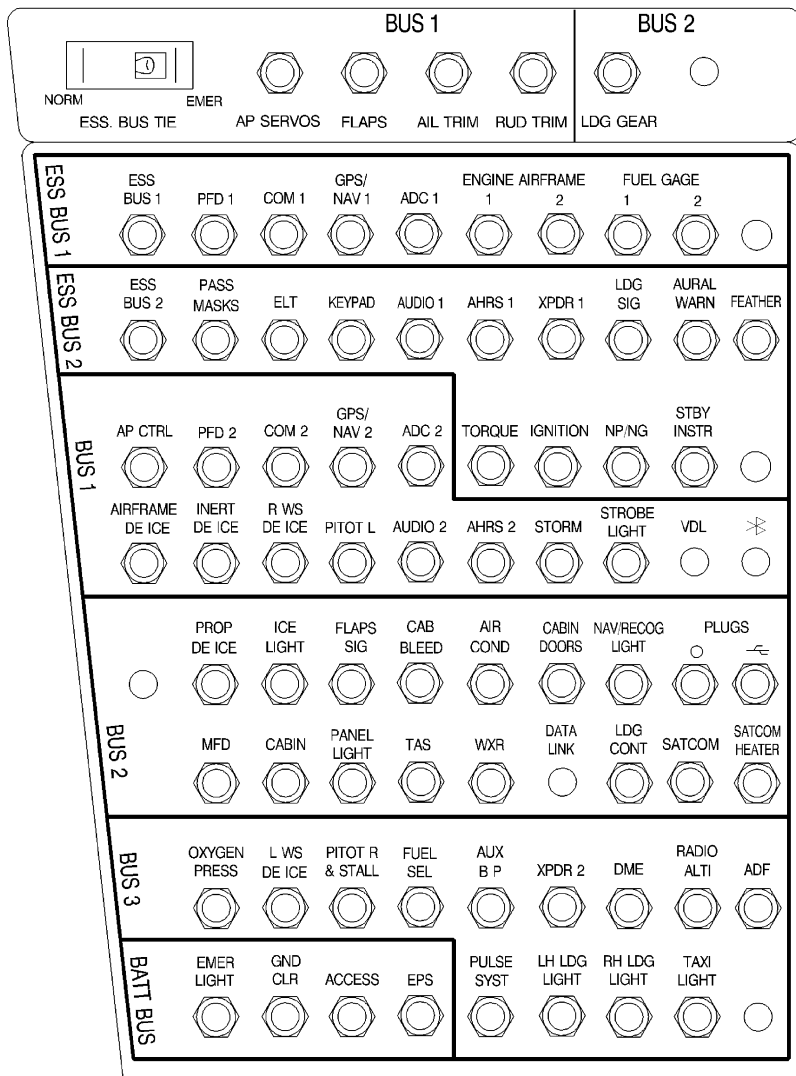 BUS 1
BUS 2
NORM
EMER
ESS. BUS TIE
AP SERVOS
FLAPS
AIL TRIM
RUD TRIM
LDG GEAR
ESS BUS 1
ESS
BUS 1
PFD 1
COM 1
GPS/
NAV 1
ADC 1
ENGINE AIRFRAME
1
2
FUEL GAGE
1
2
ESS BUS 2
ESS
BUS 2
PASS
MASKS
ELT
KEYPAD
AUDIO 1
AHRS 1
XPDR 1
LDG
SIG
AURAL
WARN
FEATHER
BUS 1
AP CTRL
PFD 2
COM 2
GPS/
NAV 2
ADC 2
TORQUE
IGNITION
NP/NG
STBY
INSTR
AIRFRAME
DE ICE
INERT
DE ICE
R WS
DE ICE
PITOT L
AUDIO 2
AHRS 2
STORM
STROBE
LIGHT
VDL
BUS 2
PROP
DE ICE
ICE
LIGHT
FLAPS
SIG
CAB
BLEED
AIR
COND
CABIN
DOORS
NAV/RECOG
LIGHT
PLUGS
MFD
CABIN
PANEL
LIGHT
TAS
WXR
DATA
LINK
LDG
CONT
SATCOM
SATCOM
HEATER
BUS 3
OXYGEN
PRESS
L WS
DE ICE
PITOT R
& STALL
FUEL
SEL
AUX
B P
XPDR 2
DME
RADIO
ALTI
ADF
BATT BUS
EMER
LIGHT
GND
CLR
ACCESS
EPS
PULSE
SYST
LH LDG
LIGHT
RH LDG
LIGHT
TAXI
LIGHT